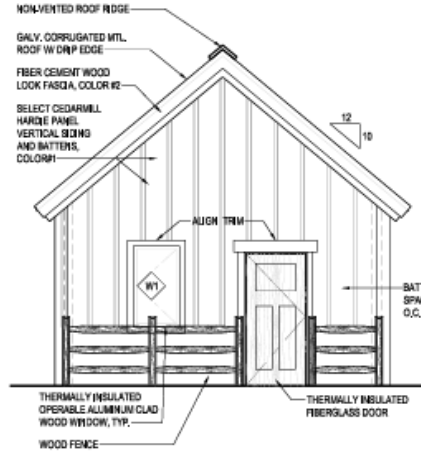 NON-VENTED ROOF RIDGE
GALV. CORRUGATED MTL.
ROOF W/ DRIP EDGE
FIBER CEMENT WOOD
LOOK FASCIA, COLOR #2
SELECT CEDARMILL
HARDIE PANEL
VERTICAL SIDING
AND BATTENS,
COLOR#1
12
10
ALIGN TRIM
W1
BAT
SPA
O.C.
THERMALLY INSULATED
OPERABLE ALUMINUM CLAD
WOOD WINDOW, TYP.
THERMALLY INSULATED
FIBERGLASS DOOR
WOOD FENCE